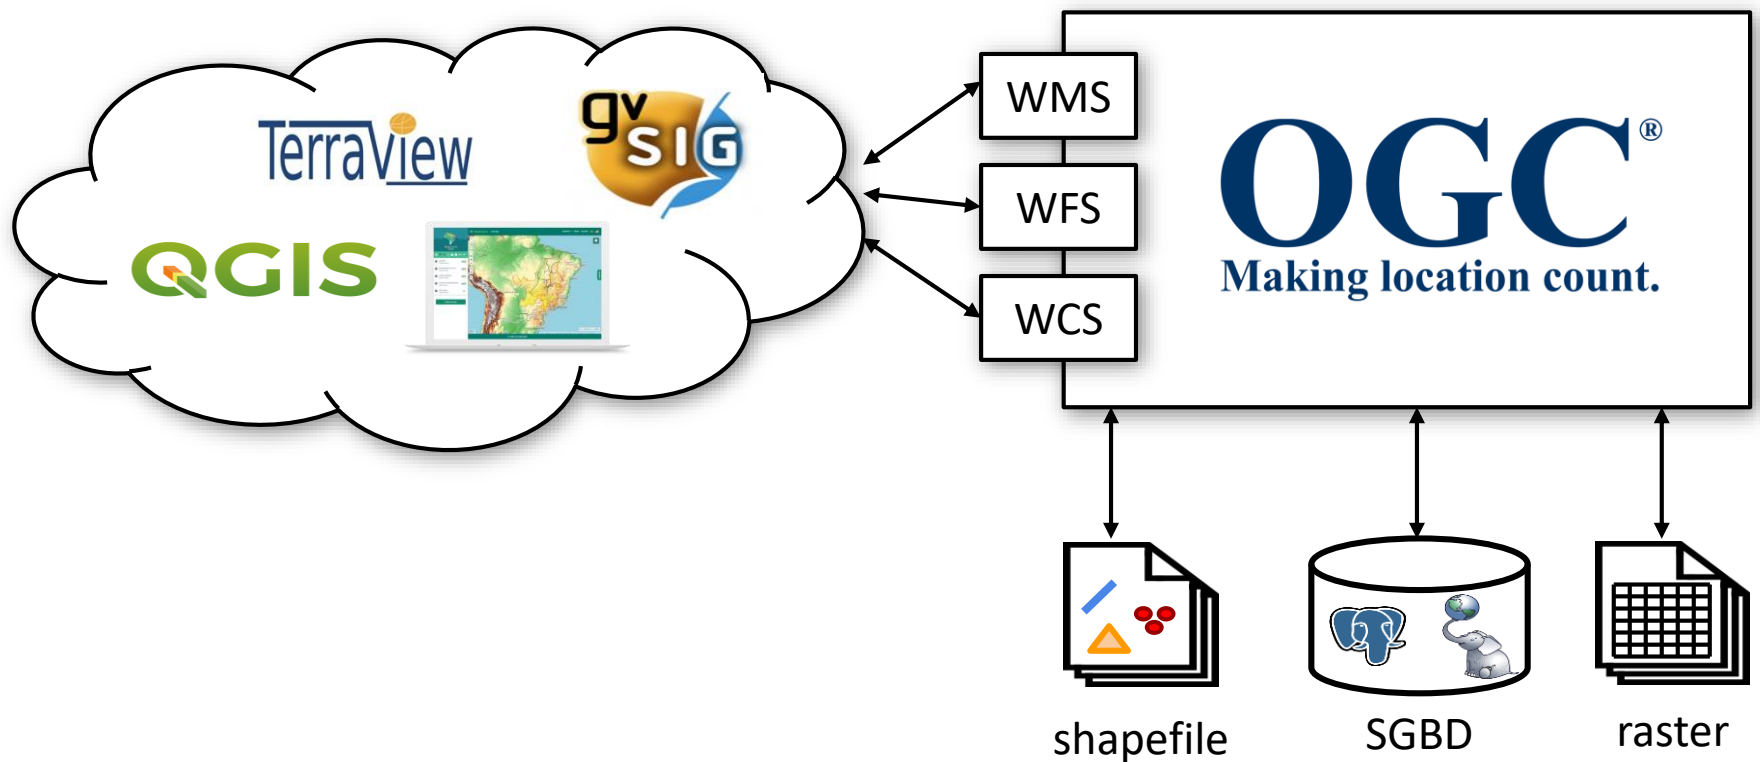 TerraView
gvSIG
QGIS
WMS
WFS
WCS
OGC®
Making location count.
shapefile
SGBD
raster